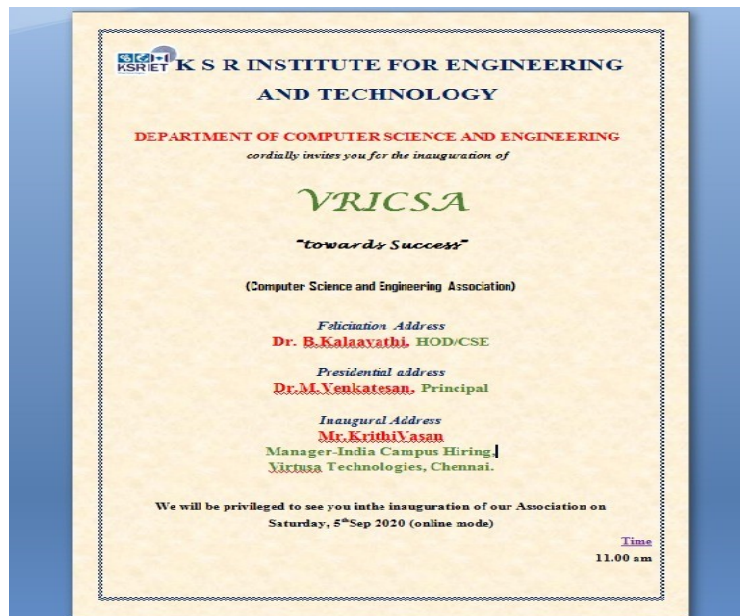 KSRIET
K S R INSTITUTE FOR ENGINEERING
AND TECHNOLOGY
DEPARTMENT OF COMPUTER SCIENCE AND ENGINEERING
cordially invites you for the inauguration of
VRICSA
"towards Success"
(Computer Science and Engineering Association)
Felicitation Address
Dr. B.Kalaavathi, HOD/CSE
Presidential address
Dr.M.Venkatesan, Principal
Inaugural Address
Mr.KrithiVasan
Manager-India Campus Hiring,
Virtusa Technologies, Chennai.
We will be privileged to see you inthe inauguration of our Association on
Saturday, 5thSep 2020 (online mode)
Time
11.00 am